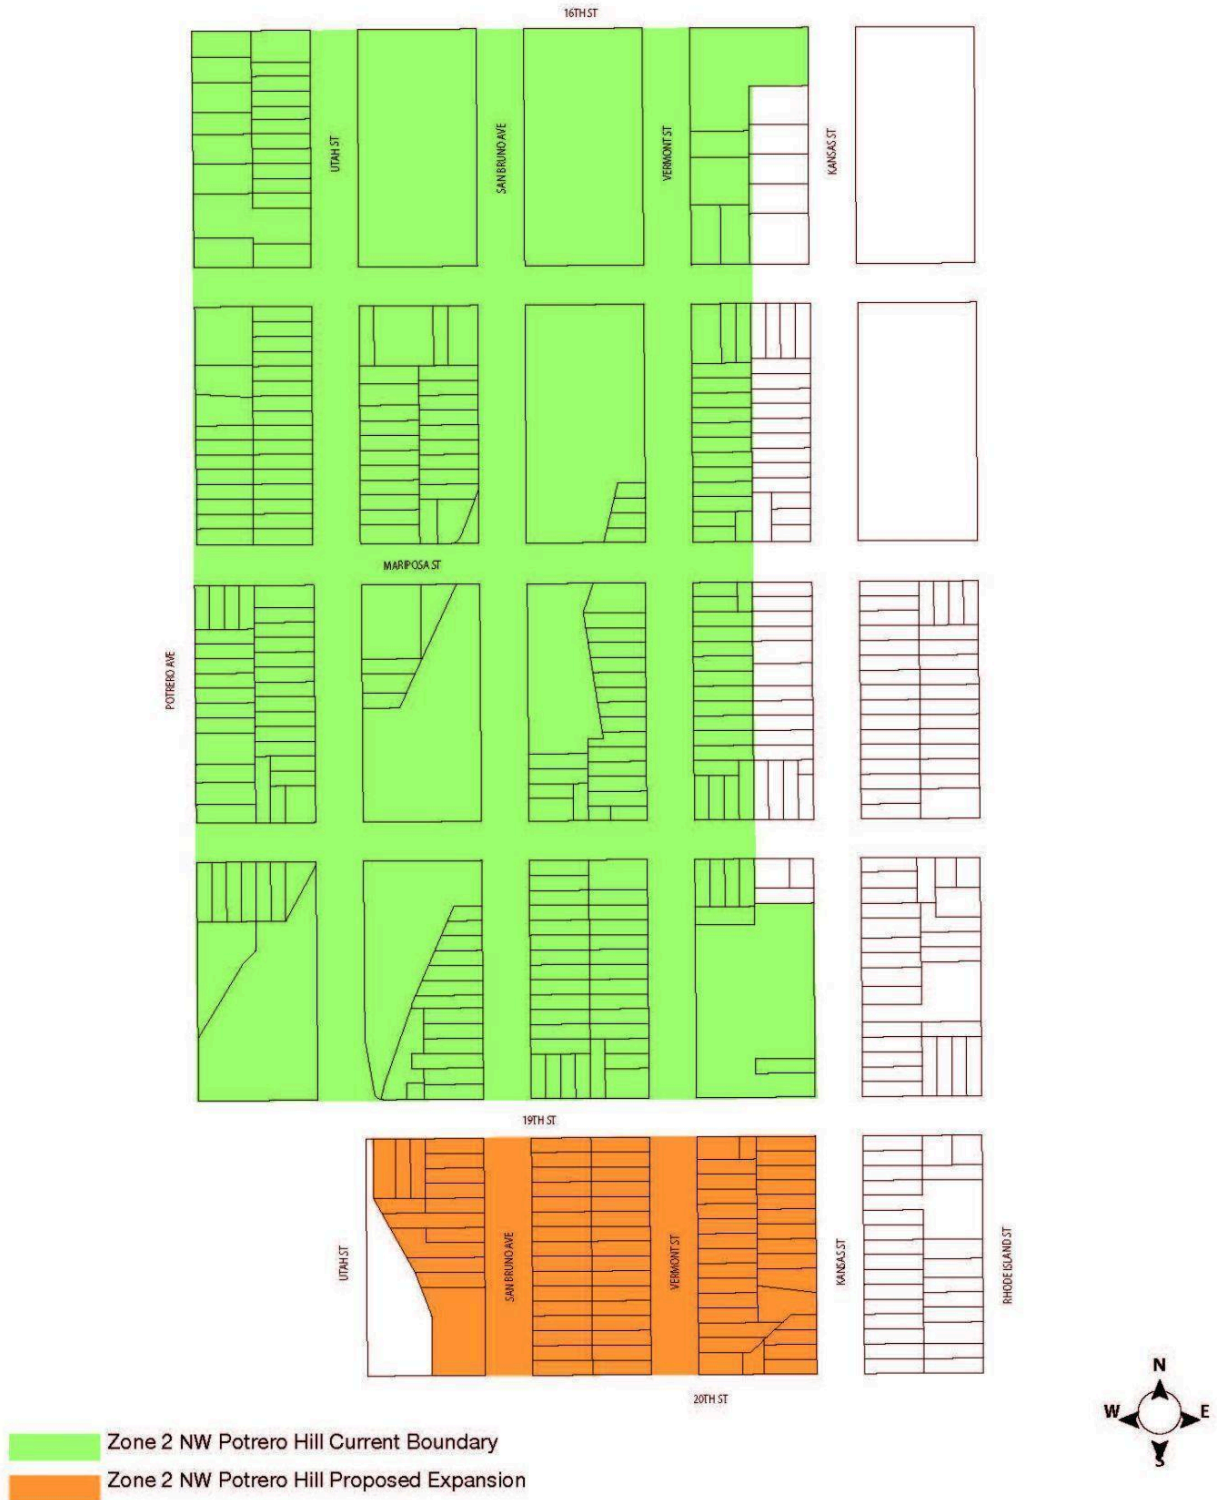 16TH ST
UTAH ST
SAN BRUNO AVE
VERMONT ST
KANSAS ST
MARIPOSA ST
POTRERO AVE
19TH ST
UTAH ST
SAN BRUNO AVE
VERMONT ST
KANSAS ST
RHODE ISLAND ST
20TH ST
N
W E
S
Zone 2 NW Potrero Hill Current Boundary
Zone 2 NW Potrero Hill Proposed Expansion